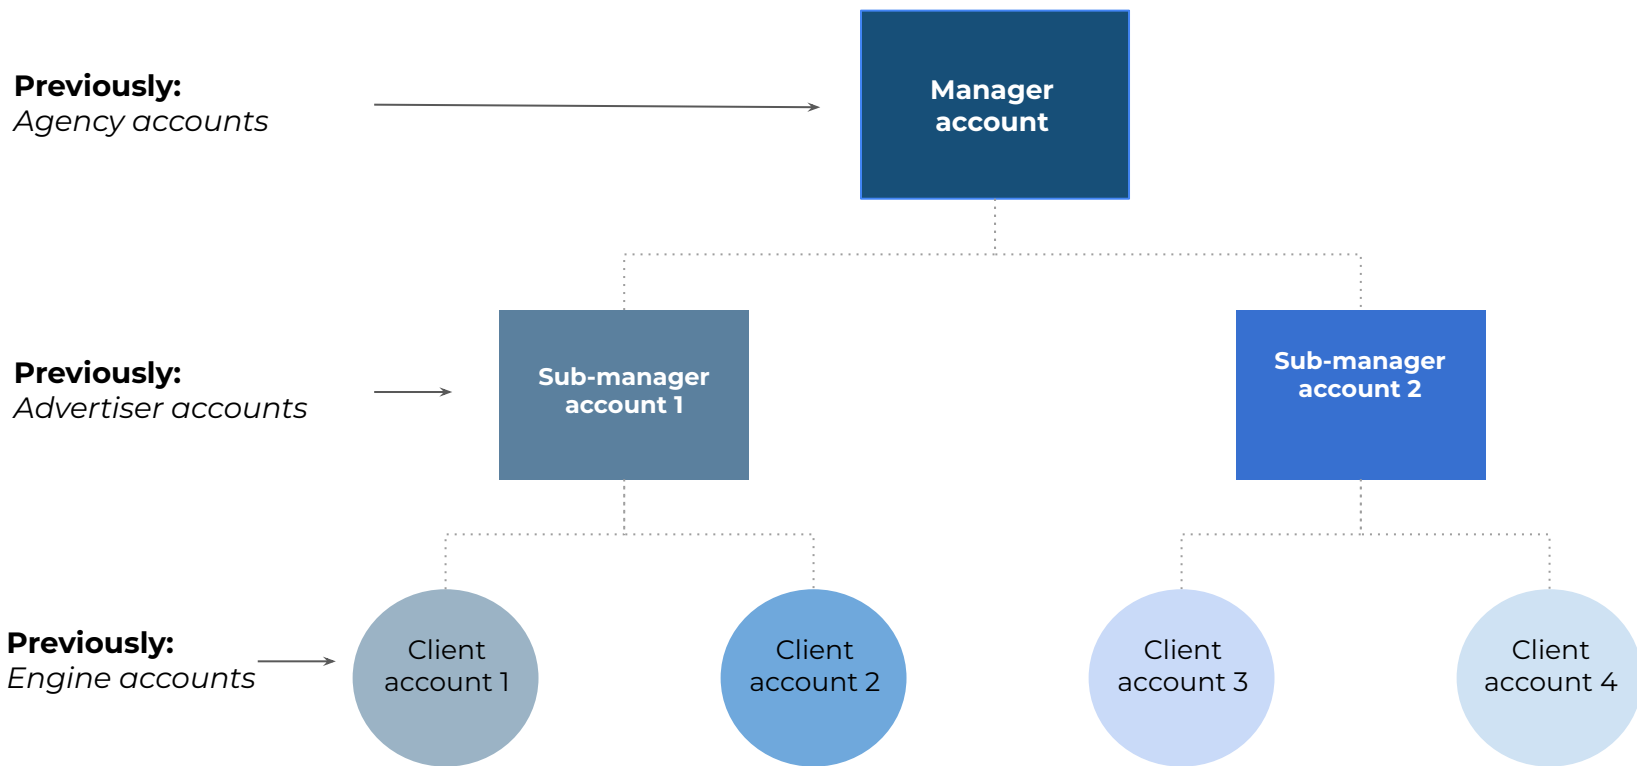 Previously:
Agency accounts
Manager
account
Previously:
Advertiser accounts
Sub-manager
account 1
Sub-manager
account 2
Previously:
Engine accounts
Client
account 1
Client
account 2
Client
account 3
Client
account 4